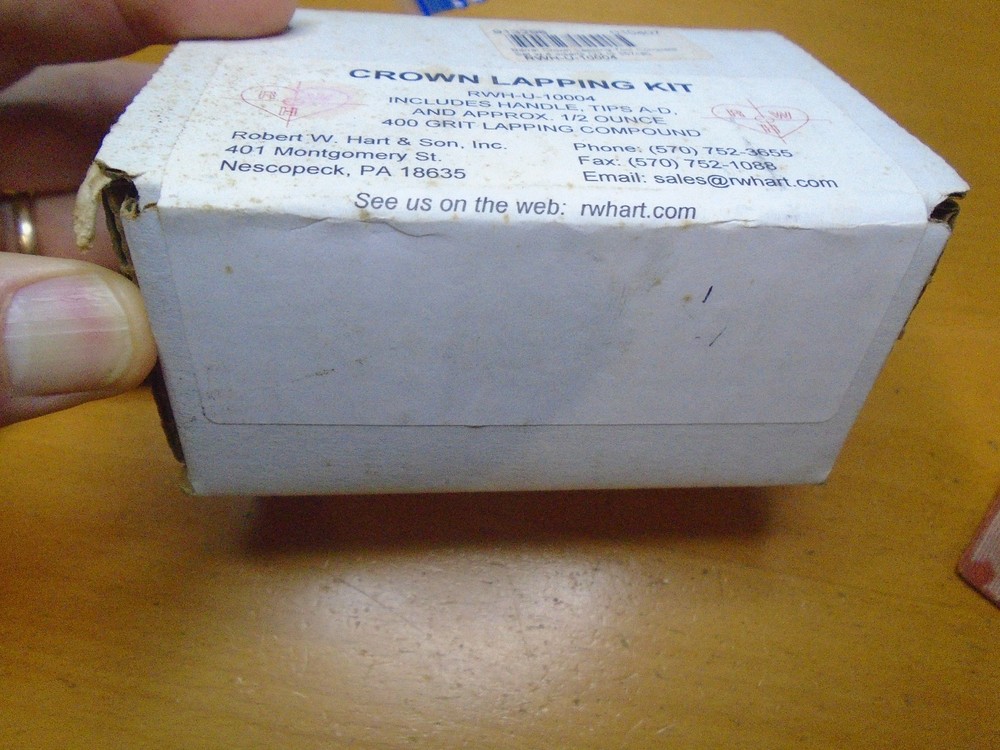 RWH-U-10004
CROWN LAPPING KIT
RWH-U-10004
INCLUDES HANDLE, TIPS A-D,
AND APPROX. 1/2 OUNCE
400 GRIT LAPPING COMPOUND
Robert W. Hart & Son, Inc.
401 Montgomery St.
Nescopeck, PA 18635
Phone: (570) 752-3655
Fax: (570) 752-1088
Email: sales@rwhart.com
See us on the web: rwhart.com